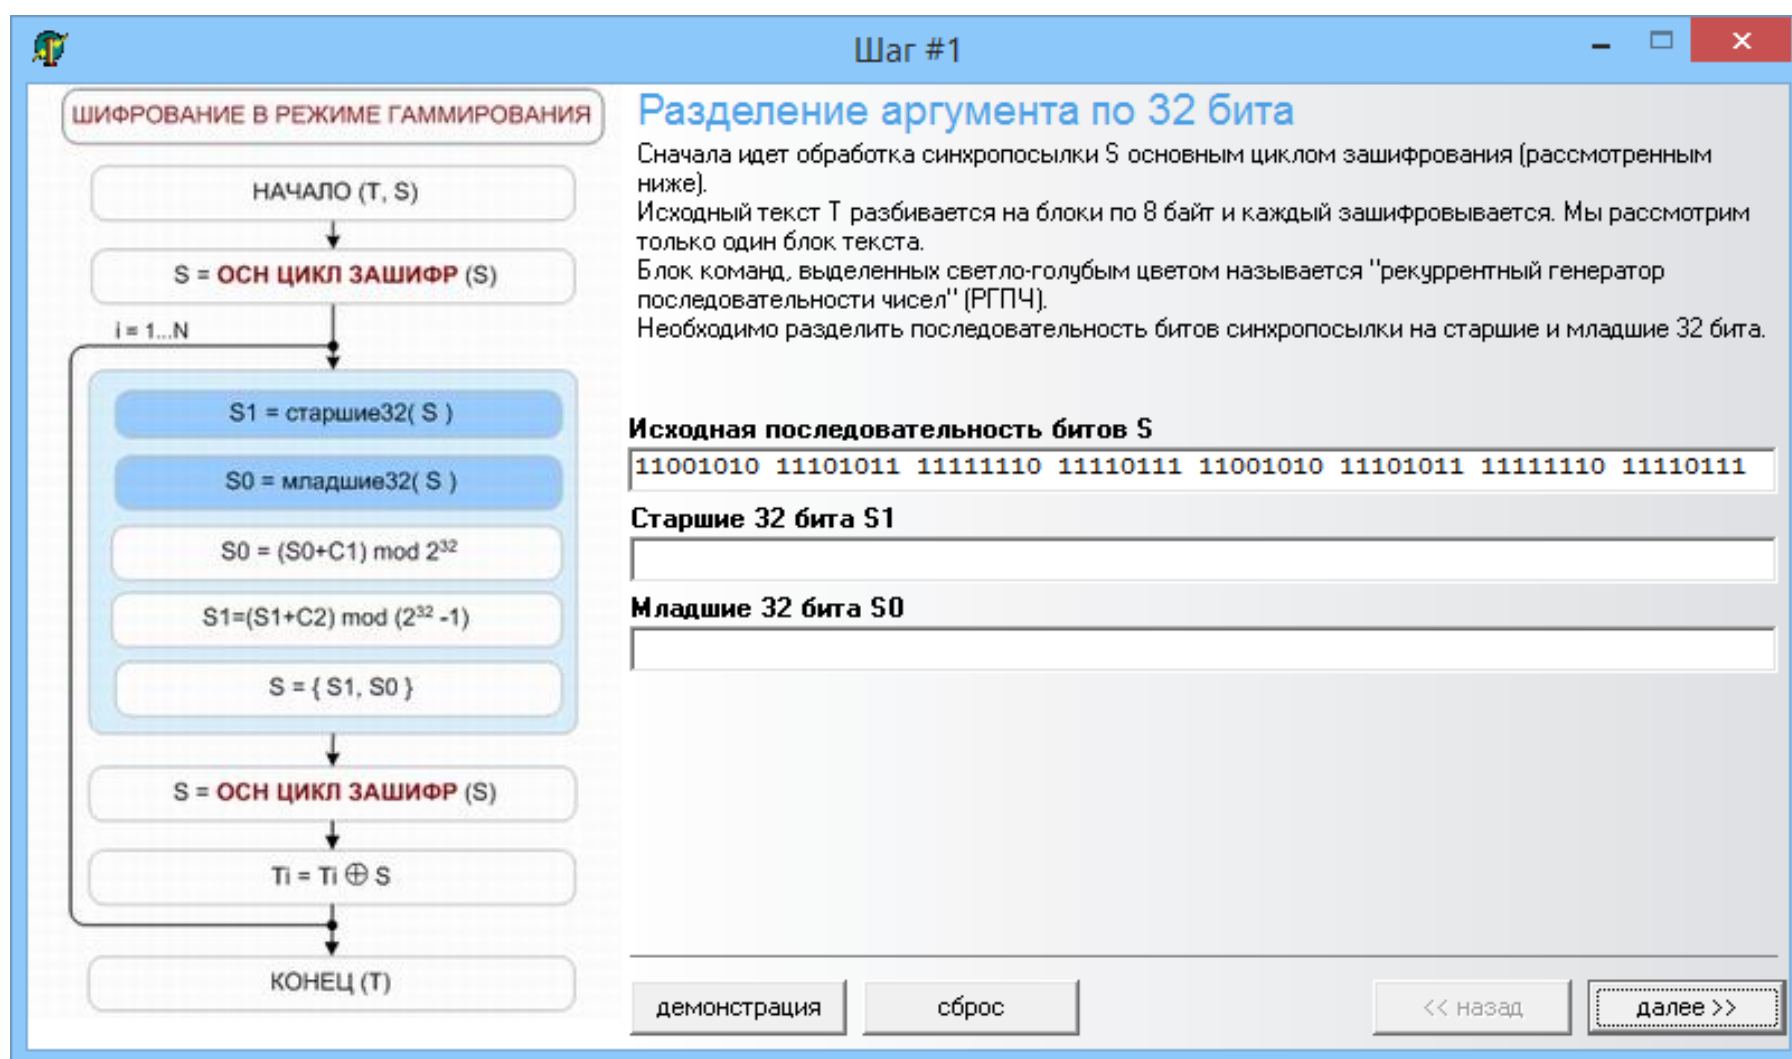 Шаг #1
ШИФРОВАНИЕ В РЕЖИМЕ ГАММИРОВАНИЯ
НАЧАЛО (T, S)
S = ОСН ЦИКЛ ЗАШИФР (S)
i = 1...N
S1 = старшие32( S )
S0 = младшие32( S )
S0 = (S0+C1) mod 2³²
S1=(S1+C2) mod (2³² -1)
S = { S1, S0 }
S = ОСН ЦИКЛ ЗАШИФР (S)
Ti = Ti ⊕ S
КОНЕЦ (T)
Разделение аргумента по 32 бита
Сначала идет обработка синхропосылки S основным циклом зашифрования (рассмотренным
ниже).
Исходный текст T разбивается на блоки по 8 байт и каждый зашифровывается. Мы рассмотрим
только один блок текста.
Блок команд, выделенных светло-голубым цветом называется "рекуррентный генератор
последовательности чисел" (РГПЧ).
Необходимо разделить последовательность битов синхропосылки на старшие и младшие 32 бита.
Исходная последовательность битов S
11001010 11101011 11111110 11110111 11001010 11101011 11111110 11110111
Старшие 32 бита S1
Младшие 32 бита S0
демонстрация
сброс
<< назад
далее >>